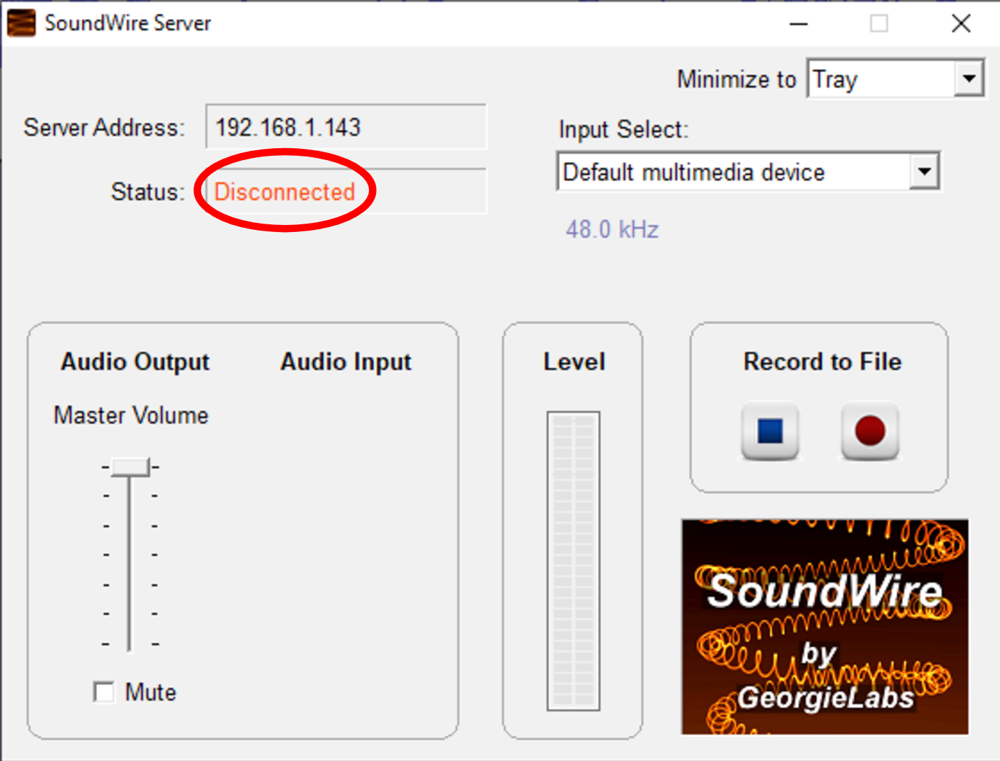 SoundWire Server
Minimize to Tray
Server Address: 192.168.1.143
Input Select:
Default multimedia device
Status: Disconnected
48.0 kHz
Audio Output Audio Input
Master Volume
Mute
Level
Record to File
SoundWire
by
GeorgieLabs